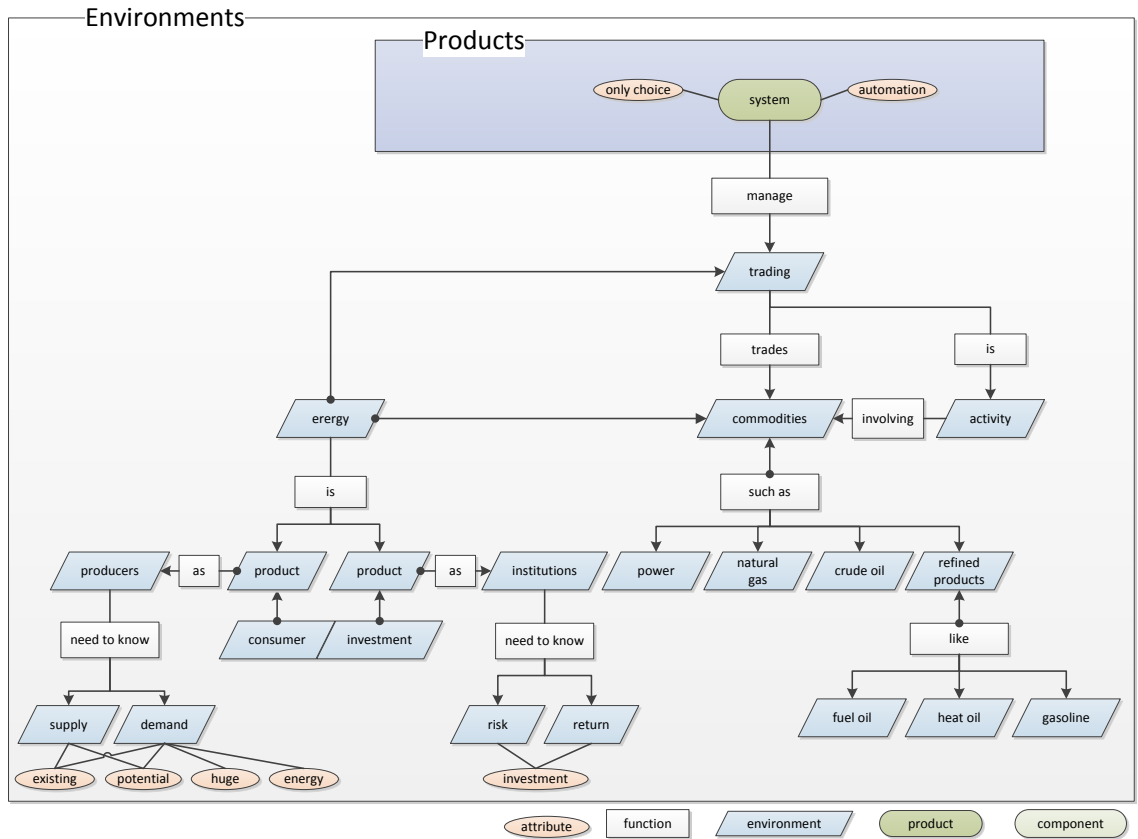 Environments
Products
only choice
system
automation
manage
trading
trades
is
erergy
commodities
involving
activity
is
such as
producers
as
product
product
as
institutions
power
natural
gas
crude oil
refined
products
need to know
consumer
investment
need to know
like
supply
demand
risk
return
fuel oil
heat oil
gasoline
existing
potential
huge
energy
investment
attribute
function
environment
product
component